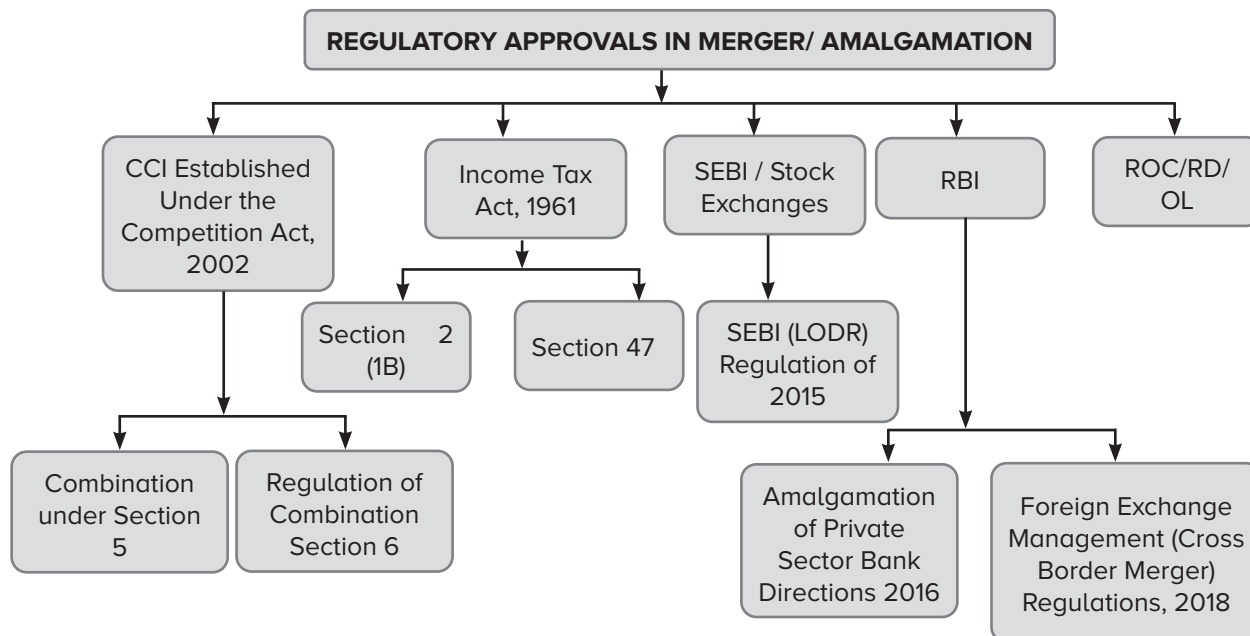 REGULATORY APPROVALS IN MERGER/ AMALGAMATION
CCI Established
Under the
Competition Act,
2002
Income Tax
Act, 1961
SEBI / Stock
Exchanges
RBI
ROC/RD/
OL
Section 2
(1B)
Section 47
SEBI (LODR)
Regulation of
2015
Combination
under Section
5
Regulation of
Combination
Section 6
Amalgamation
of Private
Sector Bank
Directions 2016
Foreign Exchange
Management (Cross
Border Merger)
Regulations, 2018